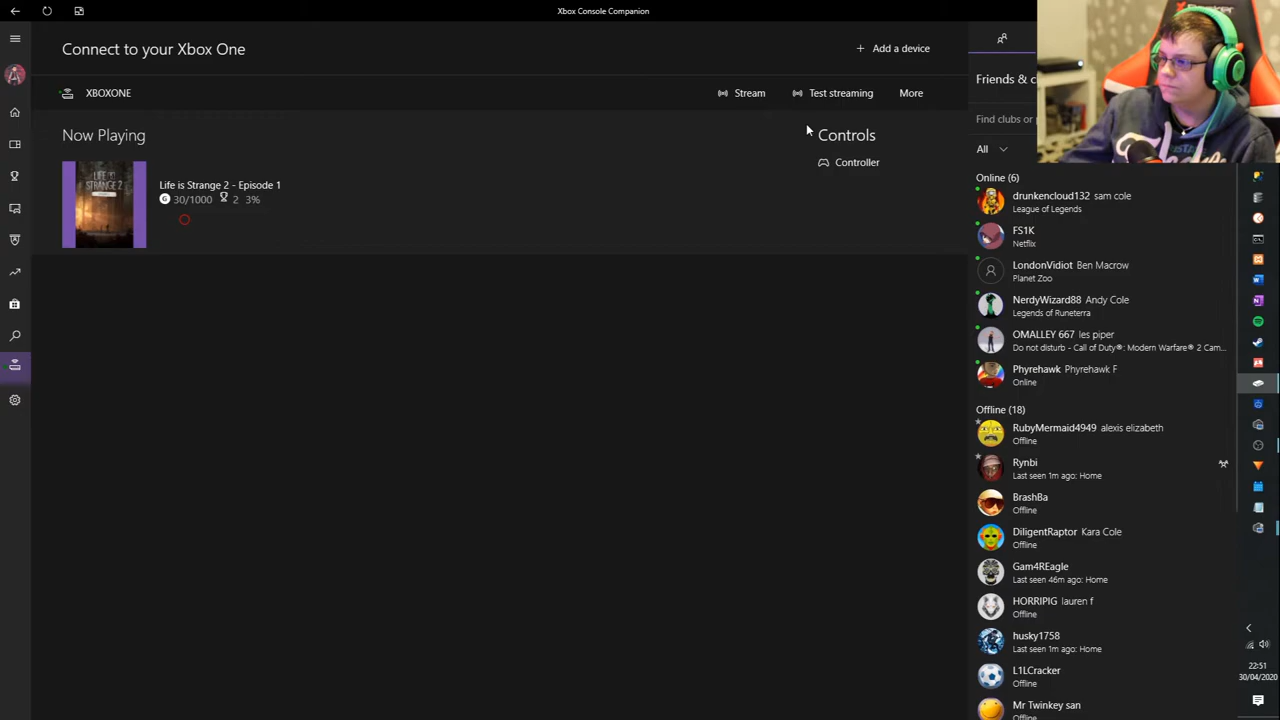 Xbox Console Companion
Connect to your Xbox One
Add a device
XBOXONE
Stream
Test streaming
More
Now Playing
Life is Strange 2 - Episode 1
G 30/1000 2 3%
Controls
Controller
Friends & c
Find clubs or
All
Online (6)
drunkencloud132 sam cole
League of Legends
FS1K
Netflix
LondonVidiot Ben Macrow
Planet Zoo
NerdyWizard88 Andy Cole
Legends of Runeterra
OMALLEY 667 les piper
Do not disturb - Call of Duty®: Modern Warfare® 2 Cam...
Phyrehawk Phyrehawk F
Online
Offline (18)
RubyMermaid4949 alexis elizabeth
Offline
Rynbi
Last seen 1m ago: Home
BrashBa
Offline
DiligentRaptor Kara Cole
Offline
Gam4REagle
Last seen 46m ago: Home
HORRIPIG lauren f
Offline
husky1758
Last seen 1m ago: Home
L1LCracker
Offline
Mr Twinkey san
22:51
30/04/2020